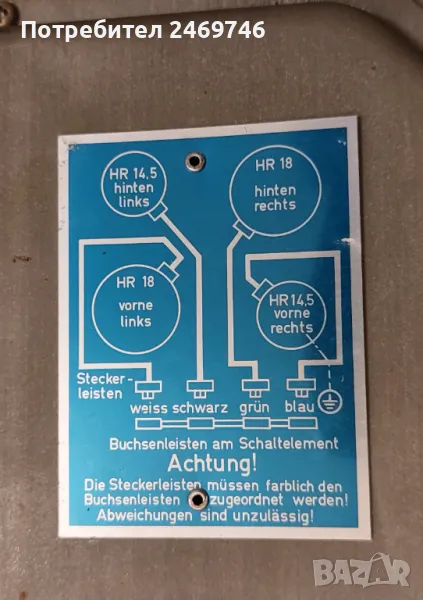 Потребител 2469746
HR 14,5
hinten
links
HR 18
hinten
rechts
HR 18
vorne
links
HR 14,5
vorne
rechts
Stecker-
leisten
weiss schwarz grün blau
Buchsenleisten am Schaltelement
Achtung!
Die Steckerleisten müssen farblich den
Buchsenleisten zugeordnet werden!
Abweichungen sind unzulässig!
BAZAR